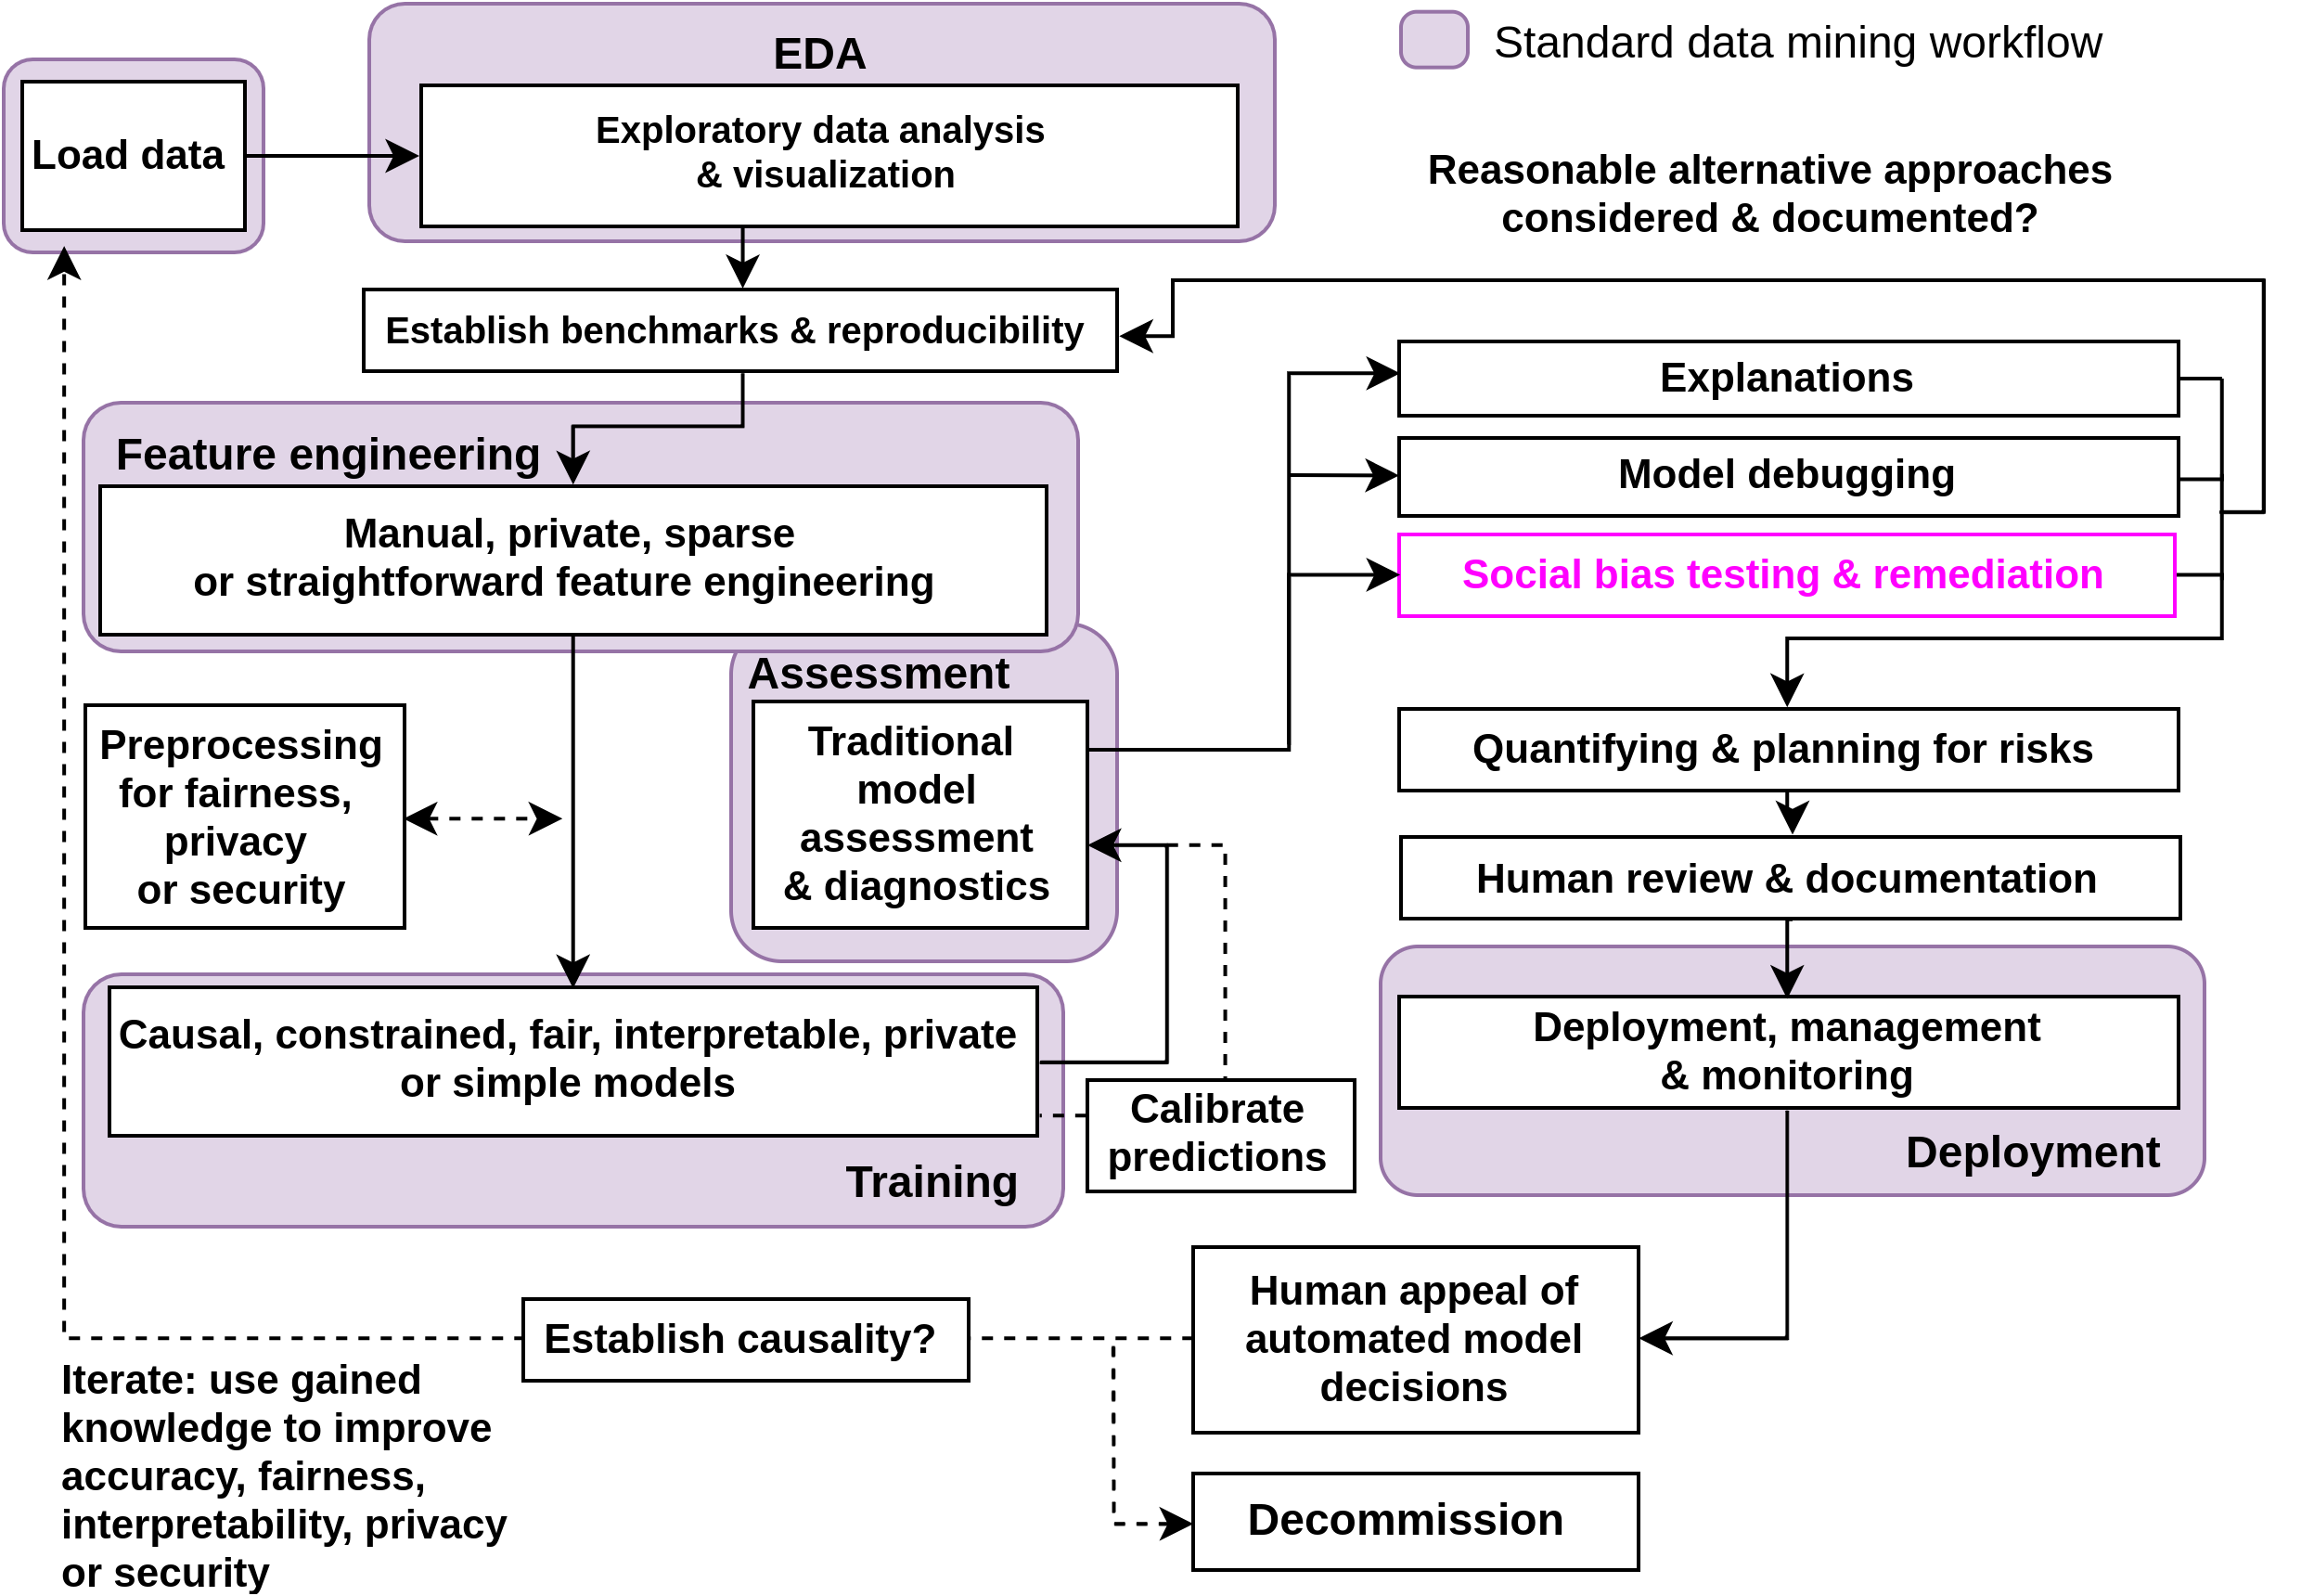 EDA
Standard data mining workflow
Load data
Exploratory data analysis
& visualization
Reasonable alternative approaches
considered & documented?
Establish benchmarks & reproducibility
Explanations
Feature engineering
Model debugging
Manual, private, sparse
or straightforward feature engineering
Social bias testing & remediation
Assessment
Traditional
model
assessment
& diagnostics
Preprocessing
for fairness,
privacy
or security
Quantifying & planning for risks
Human review & documentation
Causal, constrained, fair, interpretable, private
or simple models
Training
Calibrate
predictions
Deployment, management
& monitoring
Deployment
Human appeal of
automated model
decisions
Establish causality?
Iterate: use gained
knowledge to improve
accuracy, fairness,
interpretability, privacy
or security
Decommission